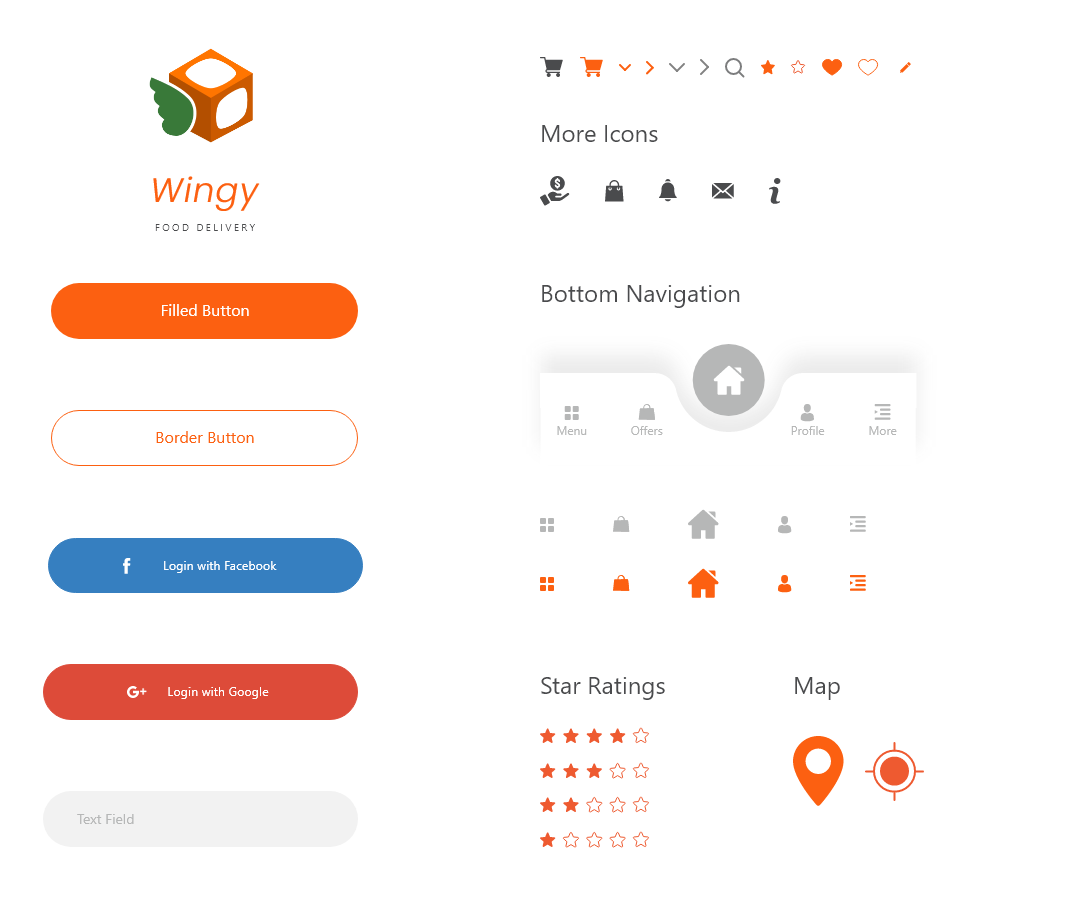 Wingy
FOOD DELIVERY
Filled Button
Border Button
f Login with Facebook
G+ Login with Google
Text Field
More Icons
$
Bottom Navigation
Menu
Offers
Profile
More
Star Ratings
Map